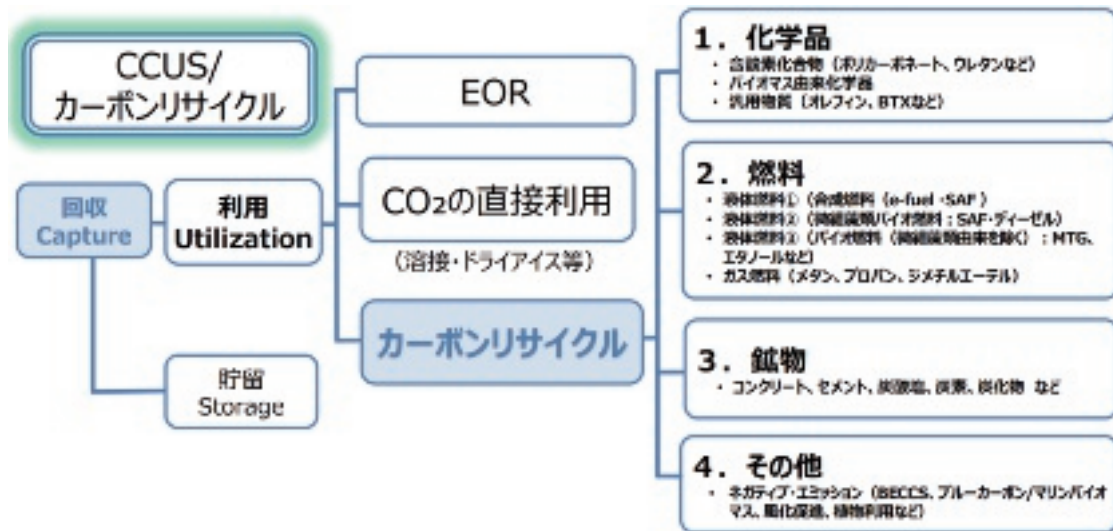 CCUS/
カーボンリサイクル
回収
Capture
利用
Utilization
貯留
Storage
EOR
CO₂の直接利用
（溶接・ドライアイス等）
カーボンリサイクル
1．化学品
・ 含酸素化合物（ポリカーボネート、ウレタンなど）
・ バイオマス由来化学品
・ 汎用物質（オレフィン、BTXなど）
2．燃料
・ 液体燃料①（合成燃料（e-fuel・SAF）
・ 液体燃料②（微細藻類バイオ燃料：SAF・ディーゼル）
・ 液体燃料③（バイオ燃料（微細藻類由来を除く）：MTG、
エタノールなど）
・ ガス燃料（メタン、プロパン、ジメチルエーテル）
3．鉱物
・ コンクリート、セメント、炭酸塩、炭素、炭化物 など
4．その他
・ ネガティブ・エミッション（BECCS、ブルーカーボン/マリンバイオ
マス、風化促進、植物利用など）